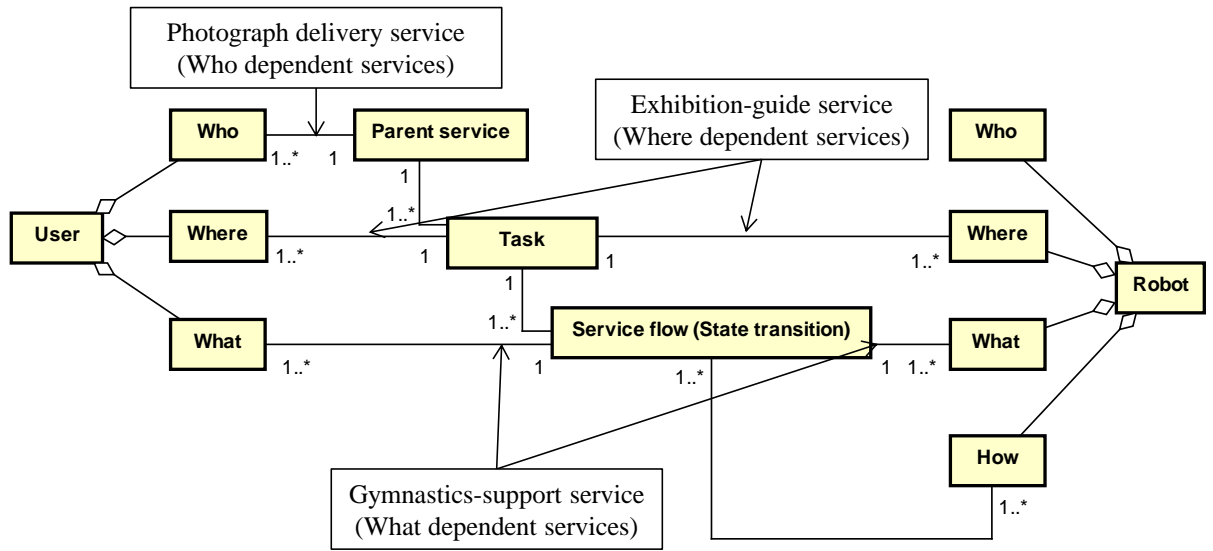 Photograph delivery service
(Who dependent services)
Exhibition-guide service
(Where dependent services)
Who
Parent service
Who
1..*
1
1
1..*
User
Where
Task
Where
1..*
1
1
1..*
Robot
1
1..*
What
Service flow (State transition)
What
1..*
1
1..*
1
1..*
How
Gymnastics-support service
(What dependent services)
1..*